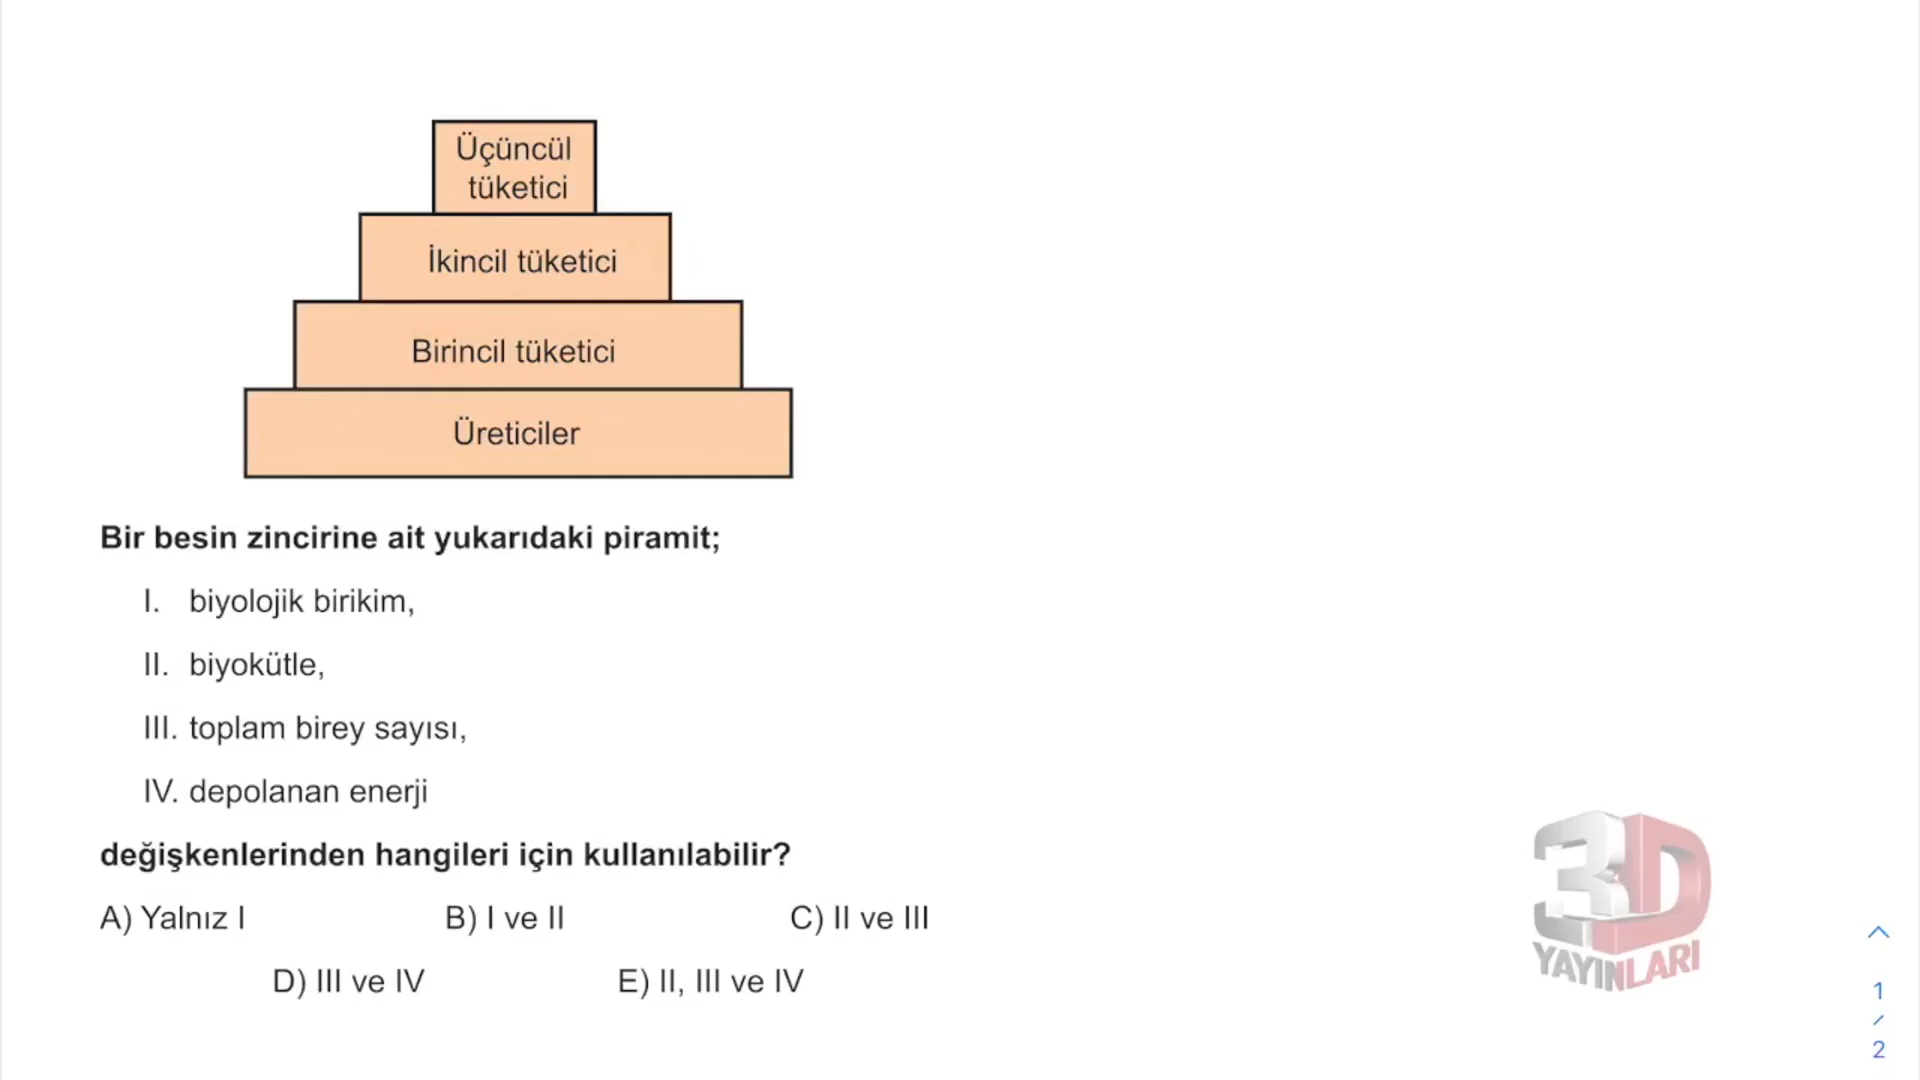 Üçüncül
tüketici
İkincil tüketici
Birincil tüketici
Üreticiler
Bir besin zincirine ait yukarıdaki piramit;
I. biyolojik birikim,
II. biyokütle,
III. toplam birey sayısı,
IV. depolanan enerji
değişkenlerinden hangileri için kullanılabilir?
A) Yalnız I B) I ve II C) II ve III
D) III ve IV E) II, III ve IV
3D
YAYINLARI
1
/
2